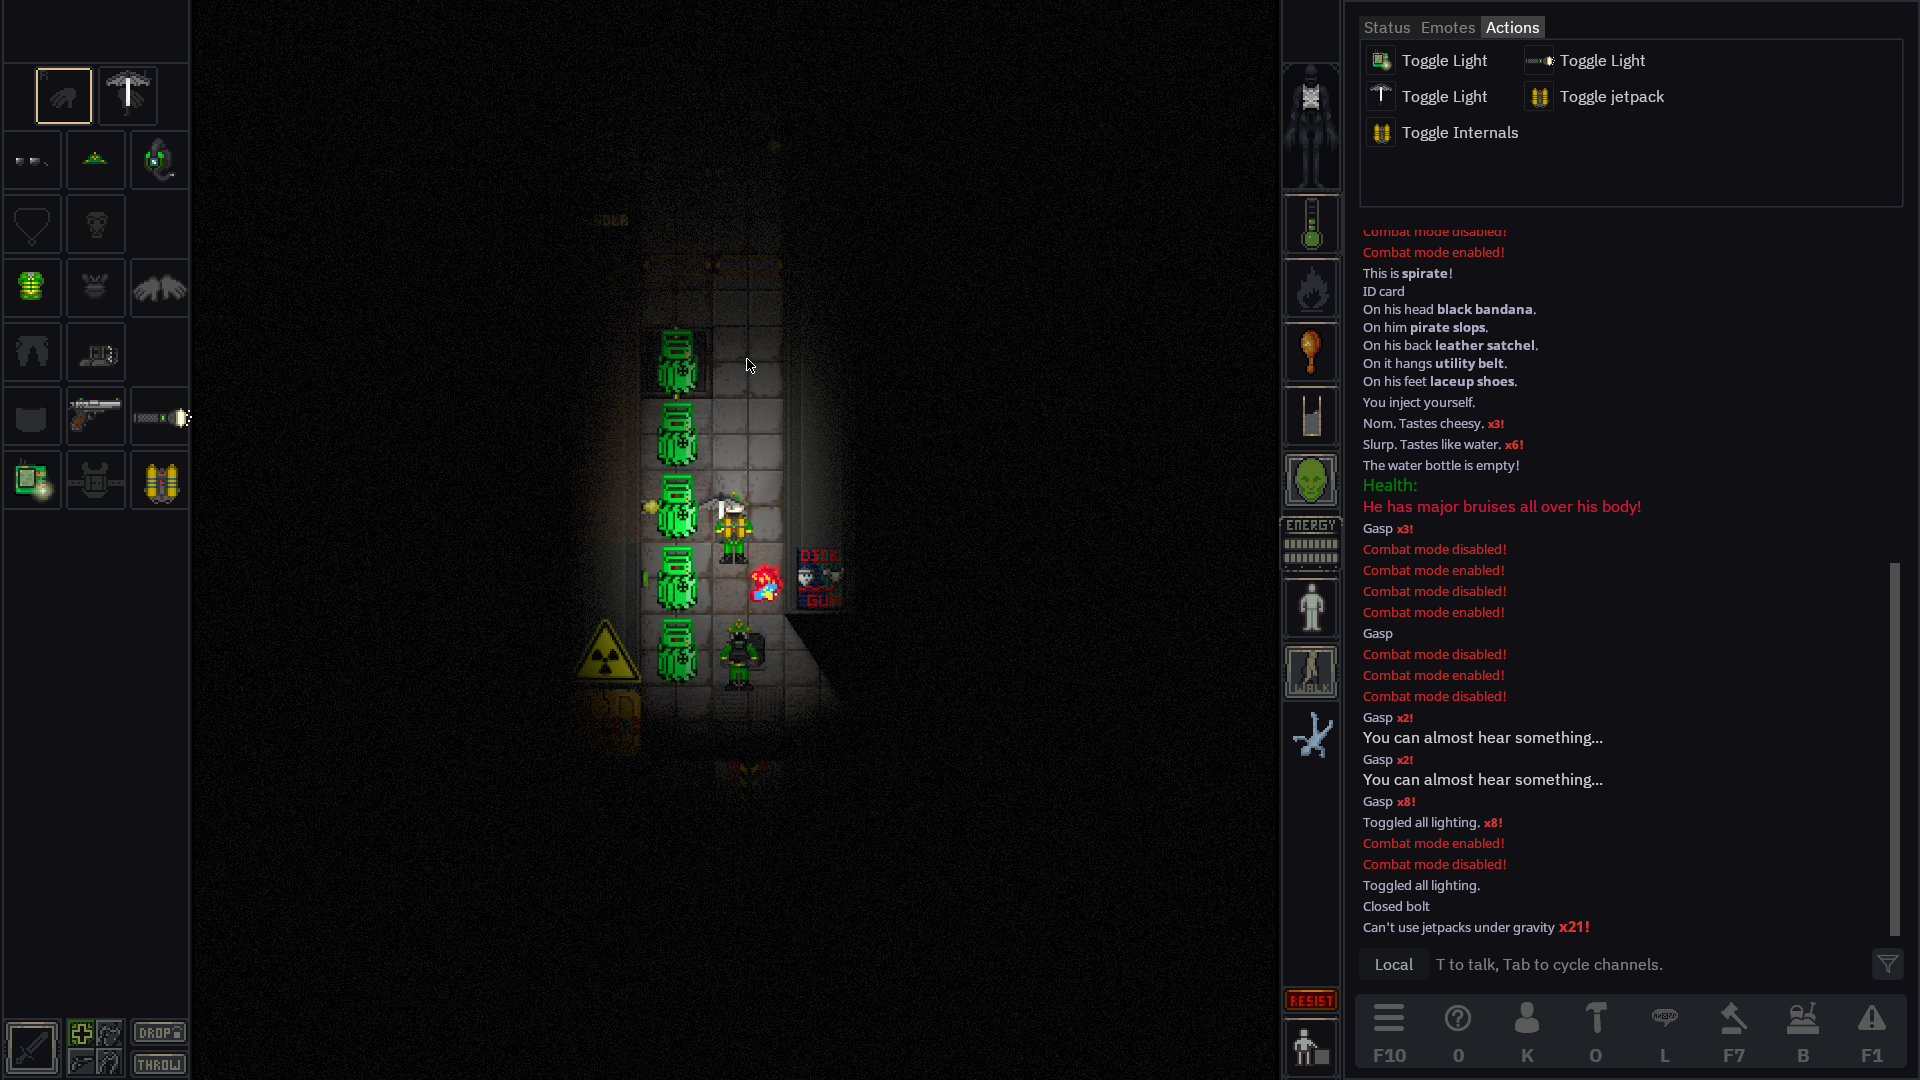 Status Emotes Actions
Toggle Light Toggle Light
Toggle Light Toggle jetpack
Toggle Internals
Combat mode disabled!
Combat mode enabled!
This is spirate!
ID card
On his head black bandana.
On him pirate slops.
On his back leather satchel.
On it hangs utility belt.
On his feet laceup shoes.
You inject yourself.
Nom. Tastes cheesy. x3!
Slurp. Tastes like water. x6!
The water bottle is empty!
Health:
He has major bruises all over his body!
Gasp x3!
Combat mode disabled!
Combat mode enabled!
Combat mode disabled!
Combat mode enabled!
Gasp
Combat mode disabled!
Combat mode enabled!
Combat mode disabled!
Gasp x2!
You can almost hear something...
Gasp x2!
You can almost hear something...
Gasp x8!
Toggled all lighting. x8!
Combat mode enabled!
Combat mode disabled!
Toggled all lighting.
Closed bolt
Can't use jetpacks under gravity x21!
Local T to talk, Tab to cycle channels.
F10 0 K O L F7 B F1
ENERGY
WALK
RESIST
R
DROP
THROW
GUN